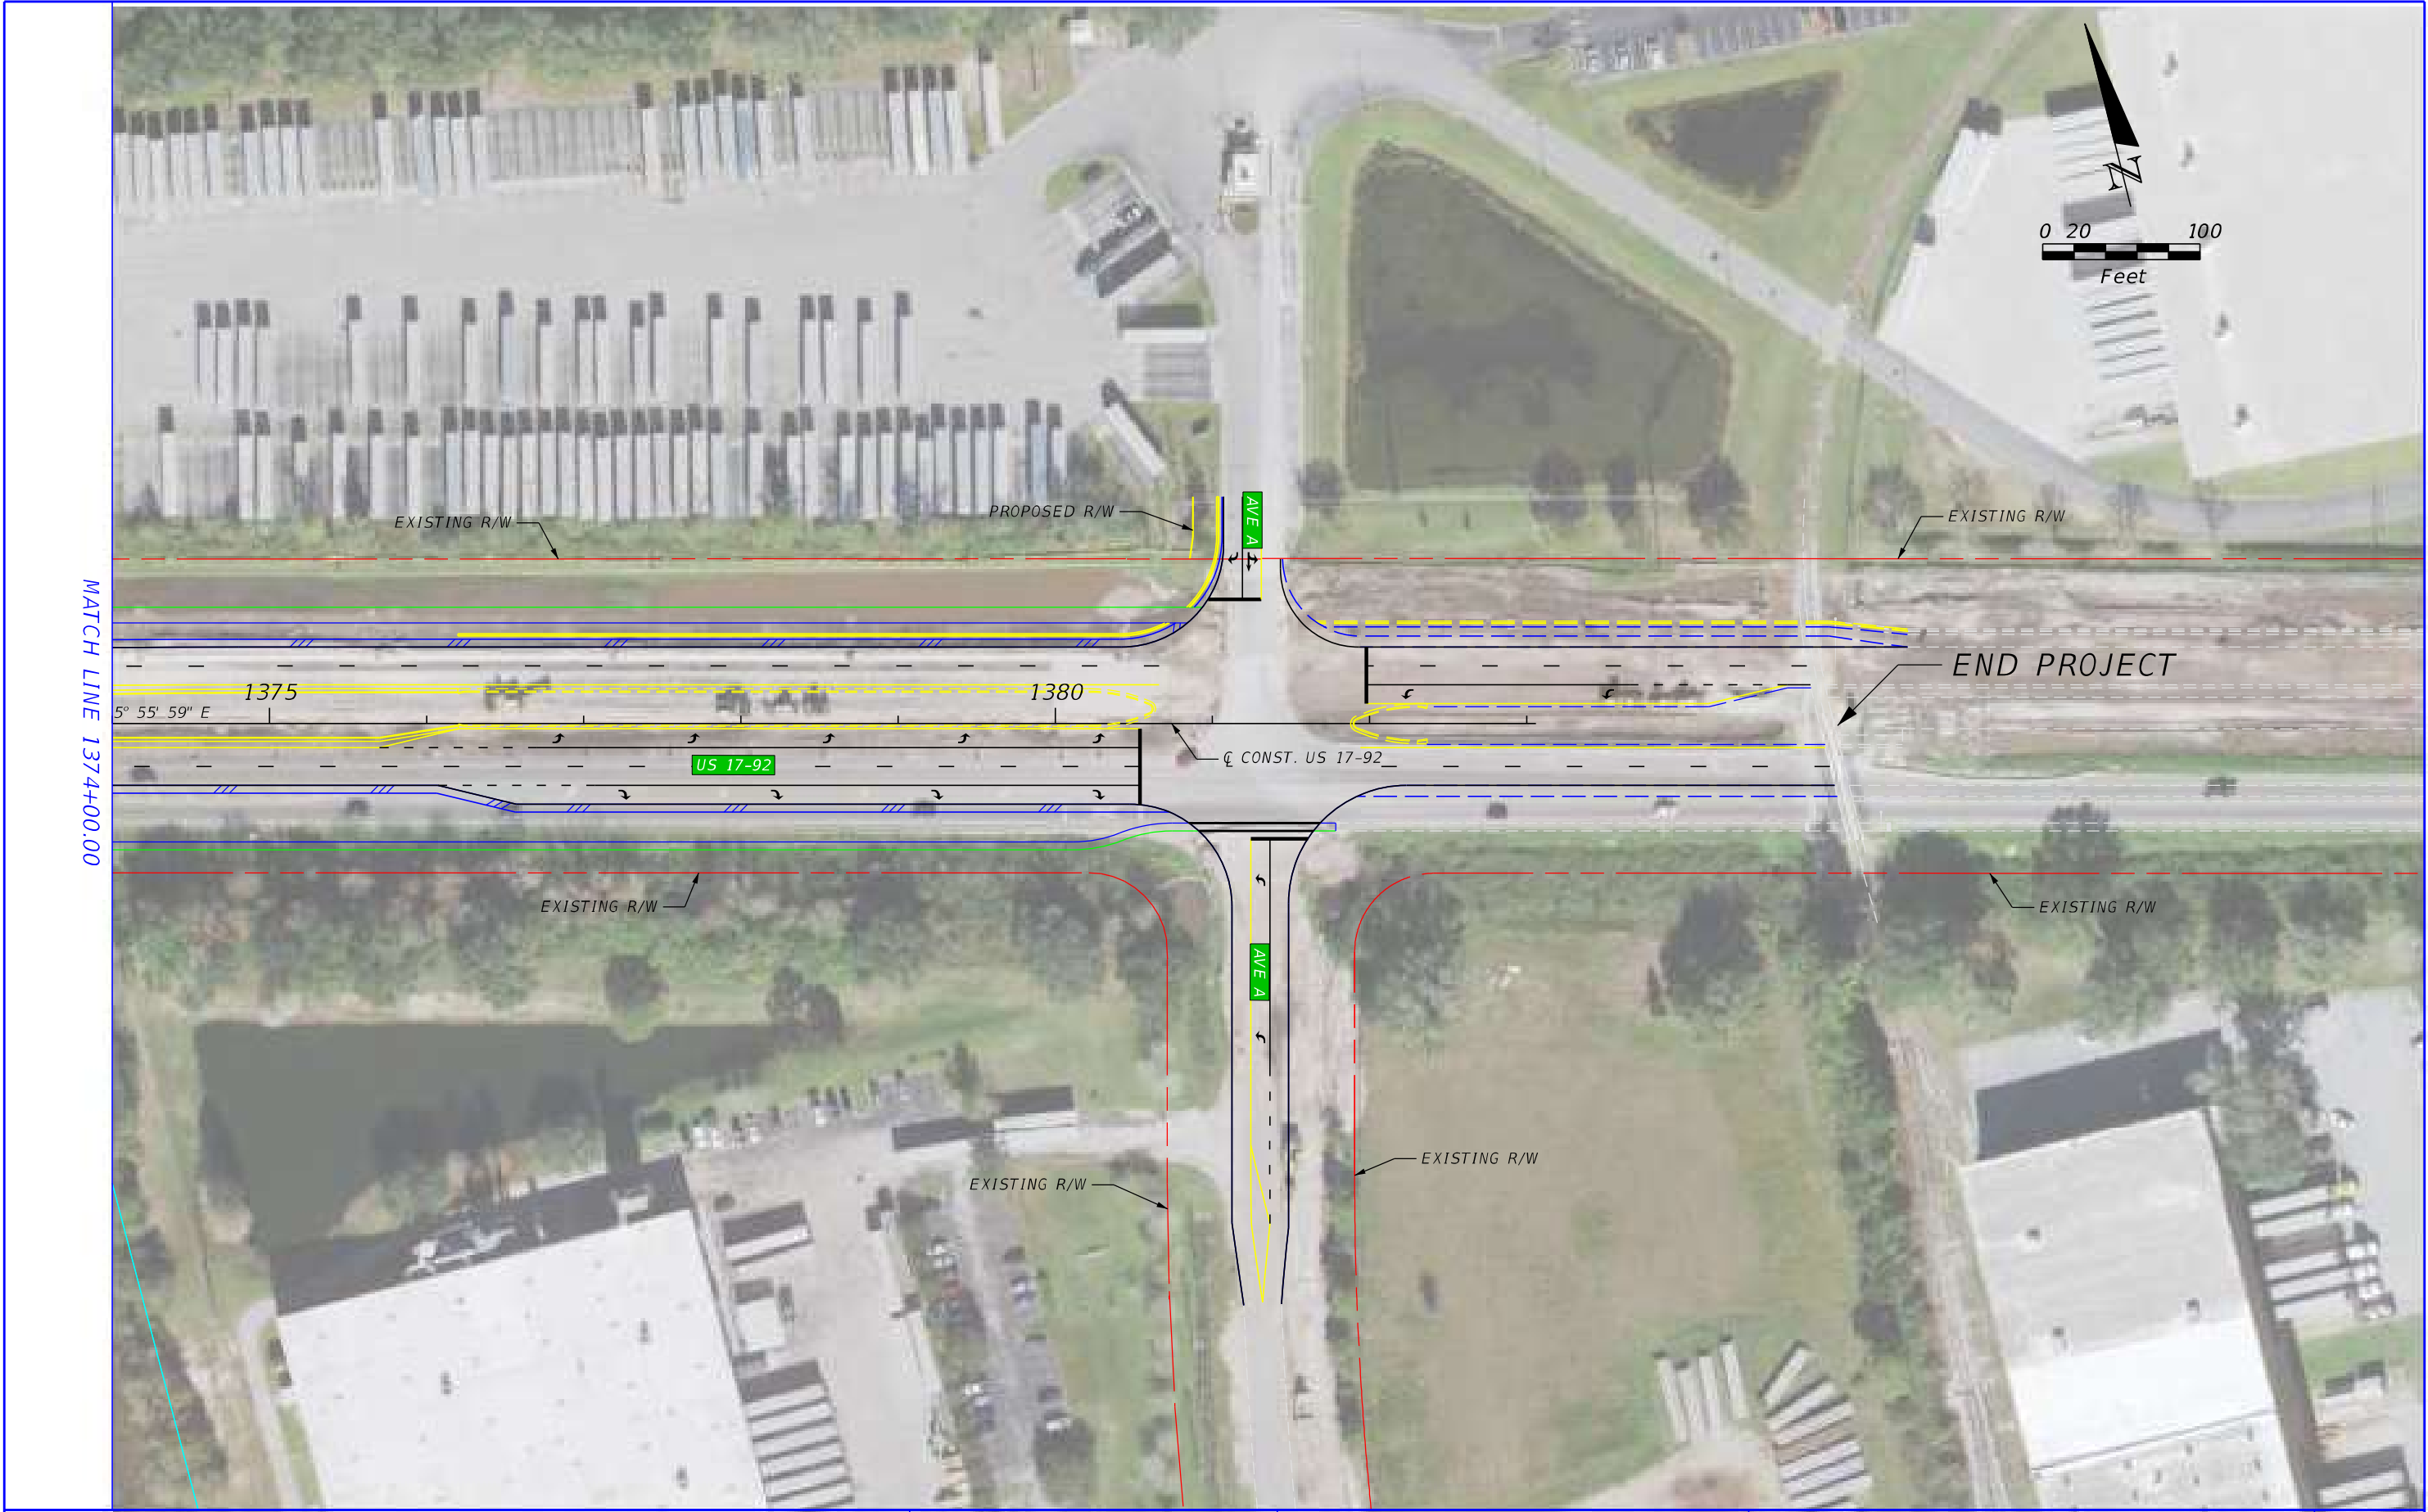 N
0 20 100
Feet
EXISTING R/W
PROPOSED R/W
AVE A
EXISTING R/W
MATCH LINE 1374+00.00
END PROJECT
1375
1380
5° 55' 59" E
US 17-92
℄ CONST. US 17-92
EXISTING R/W
EXISTING R/W
AVE A
EXISTING R/W
EXISTING R/W